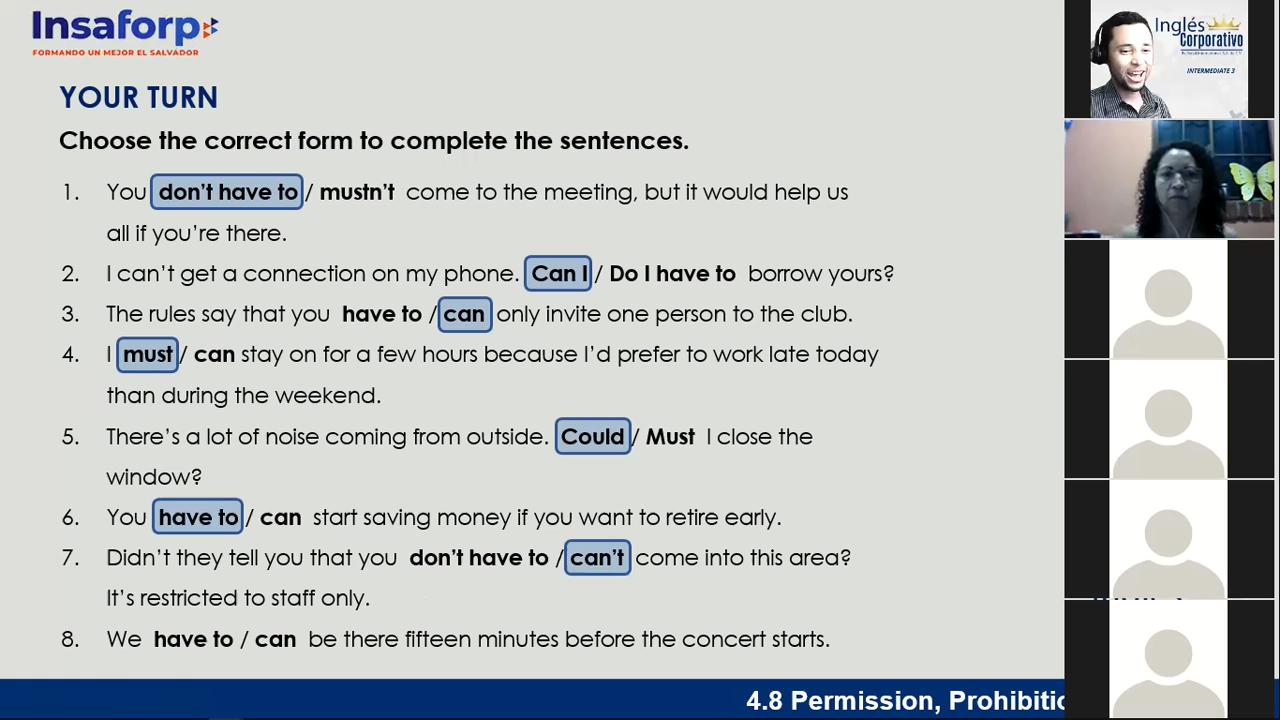 Insaforp
FORMANDO UN MEJOR EL SALVADOR
YOUR TURN
Choose the correct form to complete the sentences.
1. You don't have to / mustn't come to the meeting, but it would help us
all if you're there.
2. I can't get a connection on my phone. Can I / Do I have to borrow yours?
3. The rules say that you have to / can only invite one person to the club.
4. I must / can stay on for a few hours because I'd prefer to work late today
than during the weekend.
5. There's a lot of noise coming from outside. Could / Must I close the
window?
6. You have to / can start saving money if you want to retire early.
7. Didn't they tell you that you don't have to / can't come into this area?
It's restricted to staff only.
8. We have to / can be there fifteen minutes before the concert starts.
4.8 Permission,
Inglés
Corporativo
INTERMEDIATE 3